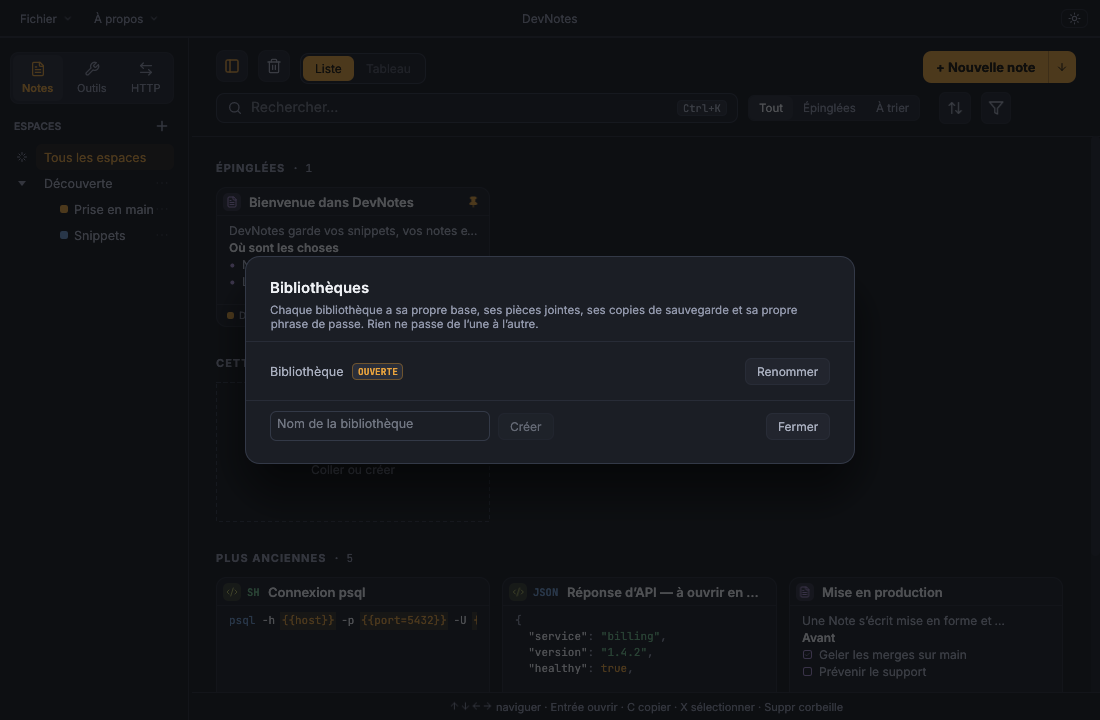 Fichier
À propos
DevNotes
Notes
Outils
HTTP
Liste
Tableau
+ Nouvelle note
Rechercher...
Ctrl+K
Tout
Épinglées
À trier
ESPACES
Tous les espaces
Découverte
Prise en main
Snippets
ÉPINGLÉES · 1
Bienvenue dans DevNotes
DevNotes garde vos snippets, vos notes e...
Où sont les choses
Bibliothèques
Chaque bibliothèque a sa propre base, ses pièces jointes, ses copies de sauvegarde et sa propre
phrase de passe. Rien ne passe de l’une à l’autre.
Bibliothèque
OUVERTE
Renommer
Nom de la bibliothèque
Créer
Fermer
Coller ou créer
PLUS ANCIENNES · 5
SH Connexion psql
psql -h {{host}} -p {{port=5432}} -U {
JSON Réponse d’API — à ouvrir en ...
{
"service": "billing",
"version": "1.4.2",
"healthy": true,
Mise en production
Une Note s’écrit mise en forme et ...
Avant
Geler les merges sur main
Prévenir le support
↑ ↓ ← → naviguer · Entrée ouvrir · C copier · X sélectionner · Suppr corbeille